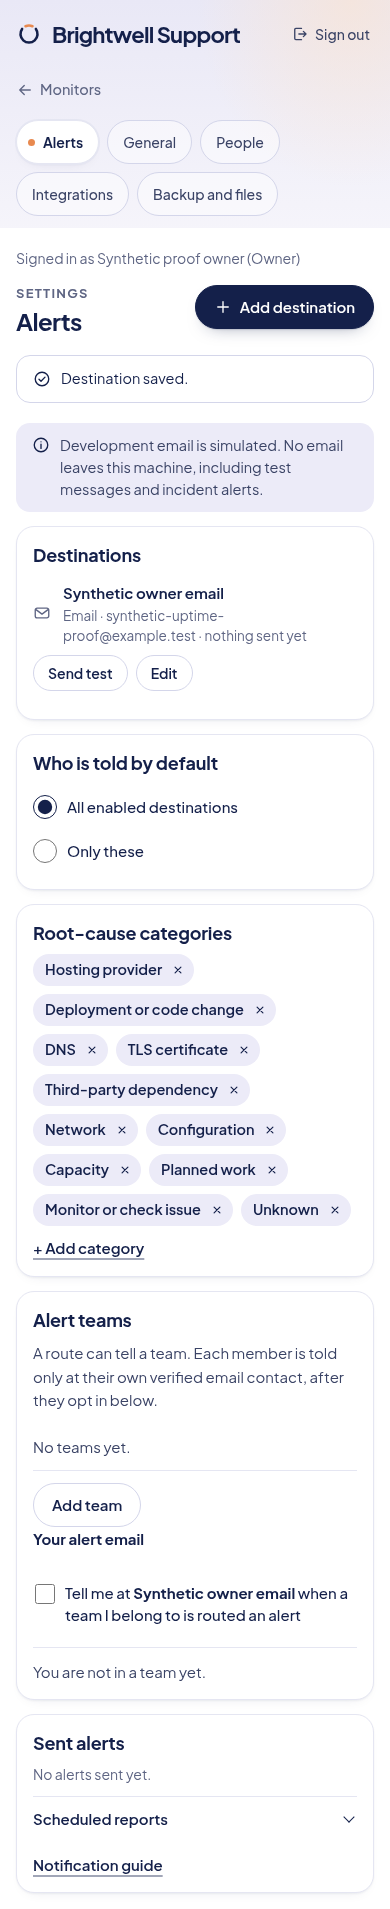 Brightwell Support
Sign out
Monitors
Alerts
General
People
Integrations
Backup and files
Signed in as Synthetic proof owner (Owner)
SETTINGS
Alerts
Add destination
Destination saved.
Development email is simulated. No email
leaves this machine, including test
messages and incident alerts.
Destinations
Synthetic owner email
Email · synthetic-uptime-
proof@example.test · nothing sent yet
Send test
Edit
Who is told by default
All enabled destinations
Only these
Root-cause categories
Hosting provider ×
Deployment or code change ×
DNS ×
TLS certificate ×
Third-party dependency ×
Network ×
Configuration ×
Capacity ×
Planned work ×
Monitor or check issue ×
Unknown ×
+ Add category
Alert teams
A route can tell a team. Each member is told
only at their own verified email contact, after
they opt in below.
No teams yet.
Add team
Your alert email
Tell me at Synthetic owner email when a
team I belong to is routed an alert
You are not in a team yet.
Sent alerts
No alerts sent yet.
Scheduled reports
Notification guide